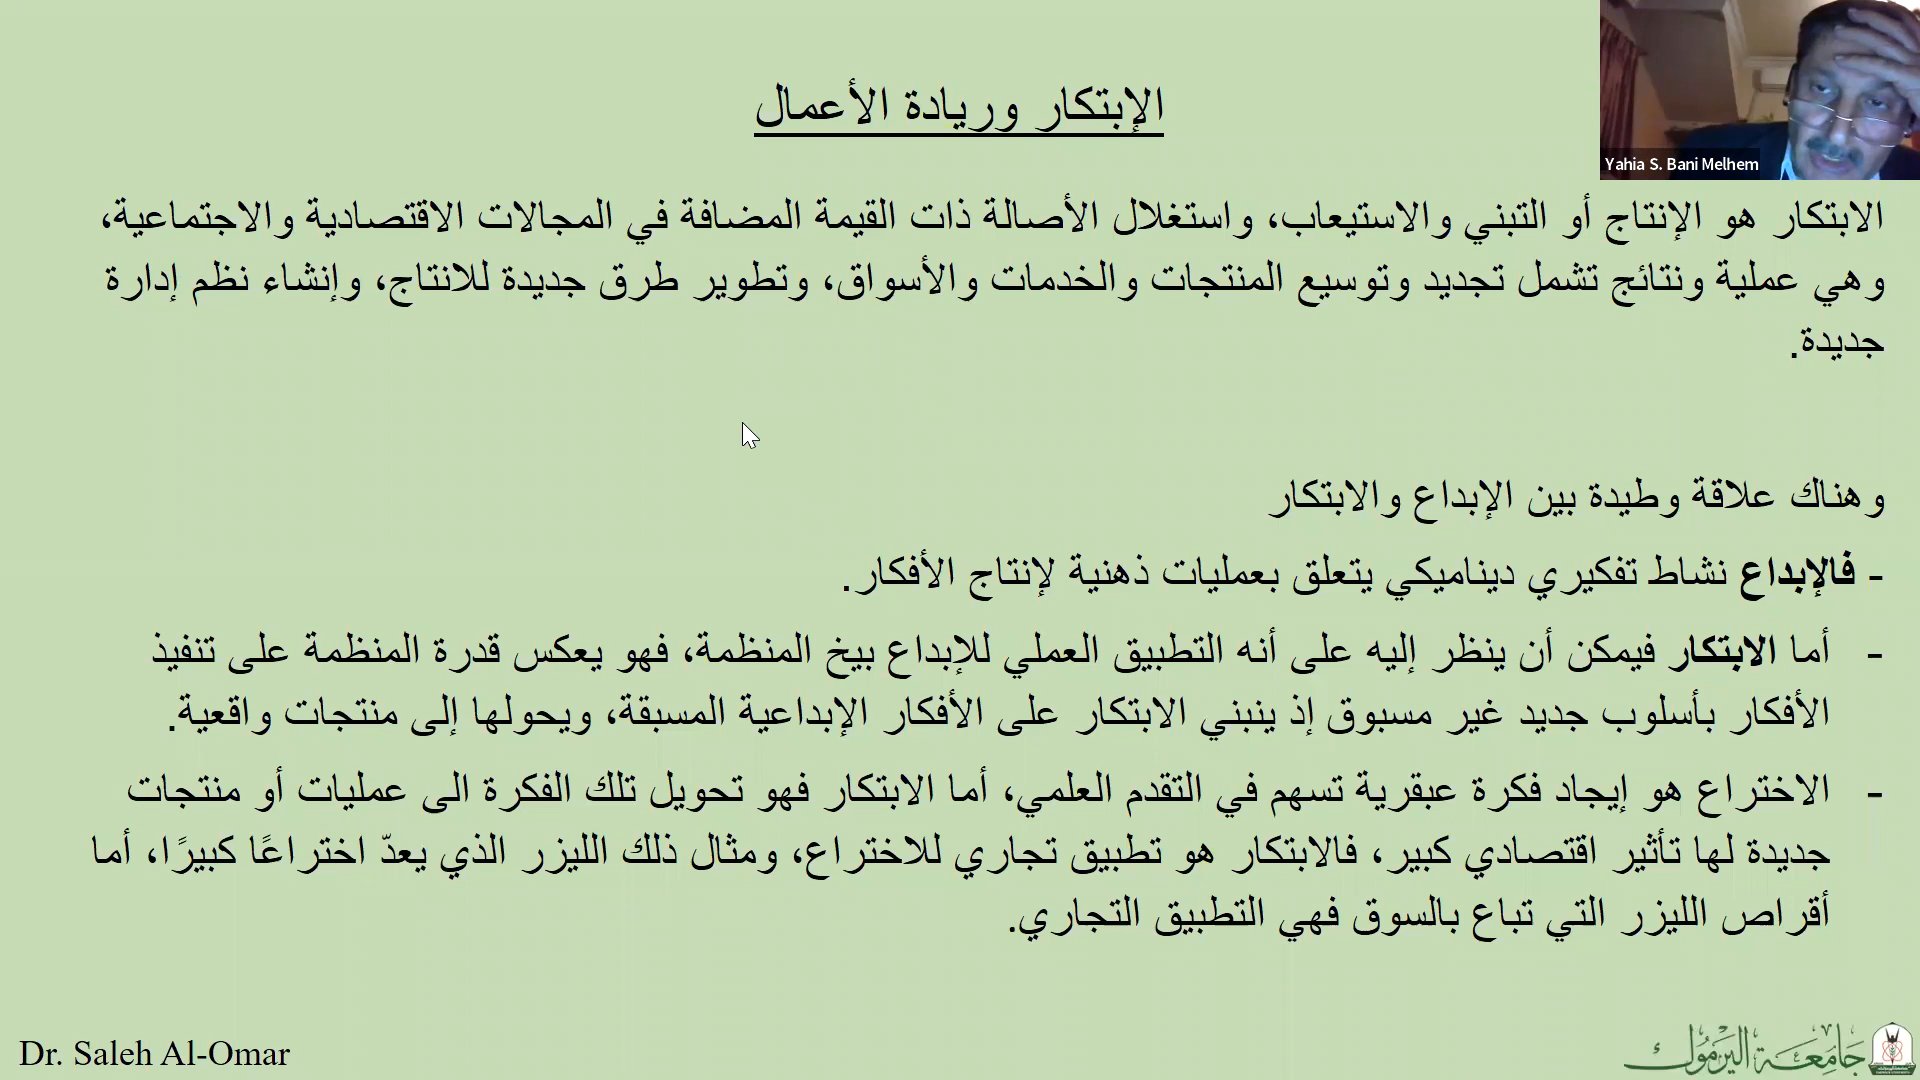 الإبتكار وريادة الأعمال
Yahia S. Bani Melhem
الابتكار هو الإنتاج أو التبني والاستيعاب، واستغلال الأصالة ذات القيمة المضافة في المجالات الاقتصادية والاجتماعية،
وهي عملية ونتائج تشمل تجديد وتوسيع المنتجات والخدمات والأسواق، وتطوير طرق جديدة للانتاج، وإنشاء نظم إدارة
جديدة.
وهناك علاقة وطيدة بين الإبداع والابتكار
- فالإبداع نشاط تفكيري ديناميكي يتعلق بعمليات ذهنية لإنتاج الأفكار.
- أما الابتكار فيمكن أن ينظر إليه على أنه التطبيق العملي للإبداع بيخ المنظمة، فهو يعكس قدرة المنظمة على تنفيذ
الأفكار بأسلوب جديد غير مسبوق إذ ينبني الابتكار على الأفكار الإبداعية المسبقة، ويحولها إلى منتجات واقعية.
- الاختراع هو إيجاد فكرة عبقرية تسهم في التقدم العلمي، أما الابتكار فهو تحويل تلك الفكرة الى عمليات أو منتجات
جديدة لها تأثير اقتصادي كبير، فالابتكار هو تطبيق تجاري للاختراع، ومثال ذلك الليزر الذي يعدّ اختراعًا كبيرًا، أما
أقراص الليزر التي تباع بالسوق فهي التطبيق التجاري.
Dr. Saleh Al-Omar
جامعة اليرموك